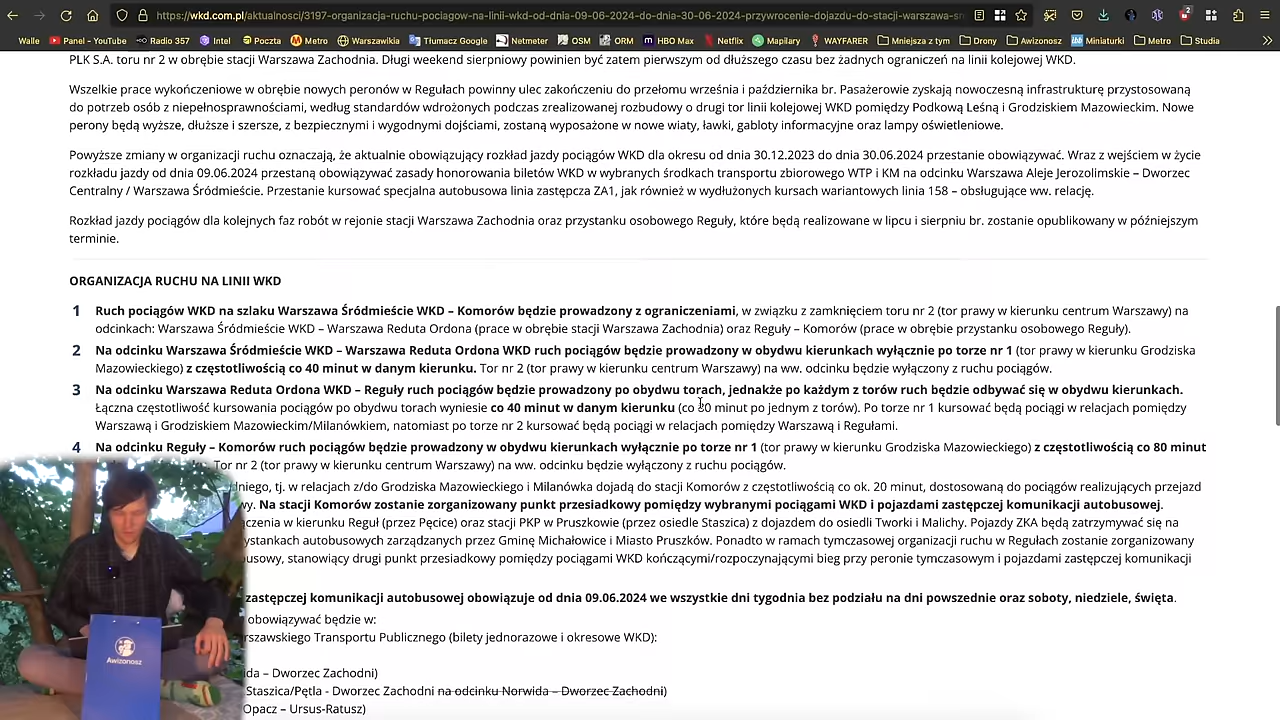 https://wkd.com.pl/aktualnosci/3197-organizacja-ruchu-pociagow-na-linii-wkd-od-dnia-09-06-2024-do-dnia-30-06-2024-przywrocenie-dojazdu-do-stacji-warszawa-sr
2
Walle Panel - YouTube Radio 357 Intel Poczta Metro Warszawikia Tłumacz Google Netmeter OSM ORM HBO Max Netflix Mapilary WAYFARER Mniejsza z tym Drony Awizonosz Miniaturki Metro Studia
PLK S.A. toru nr 2 w obrębie stacji Warszawa Zachodnia. Długi weekend sierpniowy powinien być zatem pierwszym od dłuższego czasu bez żadnych ograniczeń na linii kolejowej WKD.
Wszelkie prace wykończeniowe w obrębie nowych peronów w Regułach powinny ulec zakończeniu do przełomu września i października br. Pasażerowie zyskają nowoczesną infrastrukturę przystosowaną
do potrzeb osób z niepełnosprawnościami, według standardów wdrożonych podczas zrealizowanej rozbudowy o drugi tor linii kolejowej WKD pomiędzy Podkową Leśną i Grodziskiem Mazowieckim. Nowe
perony będą wyższe, dłuższe i szersze, z bezpiecznymi i wygodnymi dojściami, zostaną wyposażone w nowe wiaty, ławki, gabloty informacyjne oraz lampy oświetleniowe.
Powyższe zmiany w organizacji ruchu oznaczają, że aktualnie obowiązujący rozkład jazdy pociągów WKD dla okresu od dnia 30.12.2023 do dnia 30.06.2024 przestanie obowiązywać. Wraz z wejściem w życie
rozkładu jazdy od dnia 09.06.2024 przestaną obowiązywać zasady honorowania biletów WKD w wybranych środkach transportu zbiorowego WTP i KM na odcinku Warszawa Aleje Jerozolimskie – Dworzec
Centralny / Warszawa Śródmieście. Przestanie kursować specjalna autobusowa linia zastępcza ZA1, jak również w wydłużonych kursach wariantowych linia 158 – obsługujące ww. relację.
Rozkład jazdy pociągów dla kolejnych faz robót w rejonie stacji Warszawa Zachodnia oraz przystanku osobowego Reguły, które będą realizowane w lipcu i sierpniu br. zostanie opublikowany w późniejszym
terminie.
ORGANIZACJA RUCHU NA LINII WKD
1 Ruch pociągów WKD na szlaku Warszawa Śródmieście WKD – Komorów będzie prowadzony z ograniczeniami, w związku z zamknięciem toru nr 2 (tor prawy w kierunku centrum Warszawy) na
odcinkach: Warszawa Śródmieście WKD – Warszawa Reduta Ordona (prace w obrębie stacji Warszawa Zachodnia) oraz Reguły – Komorów (prace w obrębie przystanku osobowego Reguły).
2 Na odcinku Warszawa Śródmieście WKD – Warszawa Reduta Ordona WKD ruch pociągów będzie prowadzony w obydwu kierunkach wyłącznie po torze nr 1 (tor prawy w kierunku Grodziska
Mazowieckiego) z częstotliwością co 40 minut w danym kierunku. Tor nr 2 (tor prawy w kierunku centrum Warszawy) na ww. odcinku będzie wyłączony z ruchu pociągów.
3 Na odcinku Warszawa Reduta Ordona WKD – Reguły ruch pociągów będzie prowadzony po obydwu torach, jednakże po każdym z torów ruch będzie odbywać się w obydwu kierunkach.
Łączna częstotliwość kursowania pociągów po obydwu torach wyniesie co 40 minut w danym kierunku (co 80 minut po jednym z torów). Po torze nr 1 kursować będą pociągi w relacjach pomiędzy
Warszawą i Grodziskiem Mazowieckim/Milanówkiem, natomiast po torze nr 2 kursować będą pociągi w relacjach pomiędzy Warszawą i Regułami.
4 Na odcinku Reguły – Komorów ruch pociągów będzie prowadzony w obydwu kierunkach wyłącznie po torze nr 1 (tor prawy w kierunku Grodziska Mazowieckiego) z częstotliwością co 80 minut
Tor nr 2 (tor prawy w kierunku centrum Warszawy) na ww. odcinku będzie wyłączony z ruchu pociągów.
dniego, tj. w relacjach z/do Grodziska Mazowieckiego i Milanówka dojadą do stacji Komorów z częstotliwością co ok. 20 minut, dostosowaną do pociągów realizujących przejazd
wy. Na stacji Komorów zostanie zorganizowany punkt przesiadkowy pomiędzy wybranymi pociągami WKD i pojazdami zastępczej komunikacji autobusowej.
ączenia w kierunku Reguł (przez Pęcice) oraz stacji PKP w Pruszkowie (przez osiedle Staszica) z dojazdem do osiedli Tworki i Malichy. Pojazdy ZKA będą zatrzymywać się na
ystankach autobusowych zarządzanych przez Gminę Michałowice i Miasto Pruszków. Ponadto w ramach tymczasowej organizacji ruchu w Regułach zostanie zorganizowany
usowy, stanowiący drugi punkt przesiadkowy pomiędzy pociągami WKD kończącymi/rozpoczynającymi bieg przy peronie tymczasowym i pojazdami zastępczej komunikacji
zastępczej komunikacji autobusowej obowiązuje od dnia 09.06.2024 we wszystkie dni tygodnia bez podziału na dni powszednie oraz soboty, niedziele, święta.
obowiązywać będzie w:
rszawskiego Transportu Publicznego (bilety jednorazowe i okresowe WKD):
da – Dworzec Zachodni)
Staszica/Pętla - Dworzec Zachodni na odcinku Norwida – Dworzec Zachodni)
Opacz – Ursus-Ratusz)
Awizonosz